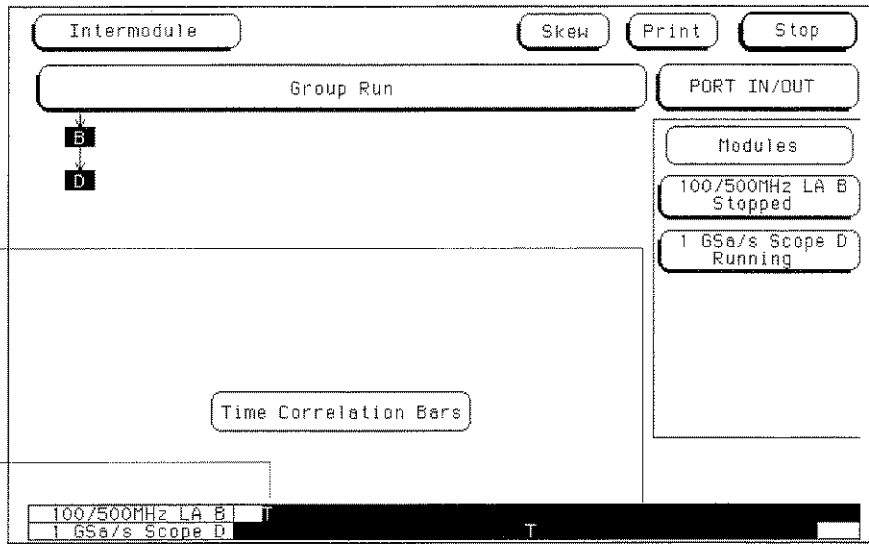 Intermodule Skew Print Stop
Group Run PORT IN/OUT
B
D
Modules
100/500MHz LA B
Stopped
1 GSa/s Scope D
Running
Time Correlation Bars
100/500MHz LA B T
1 GSa/s Scope D T